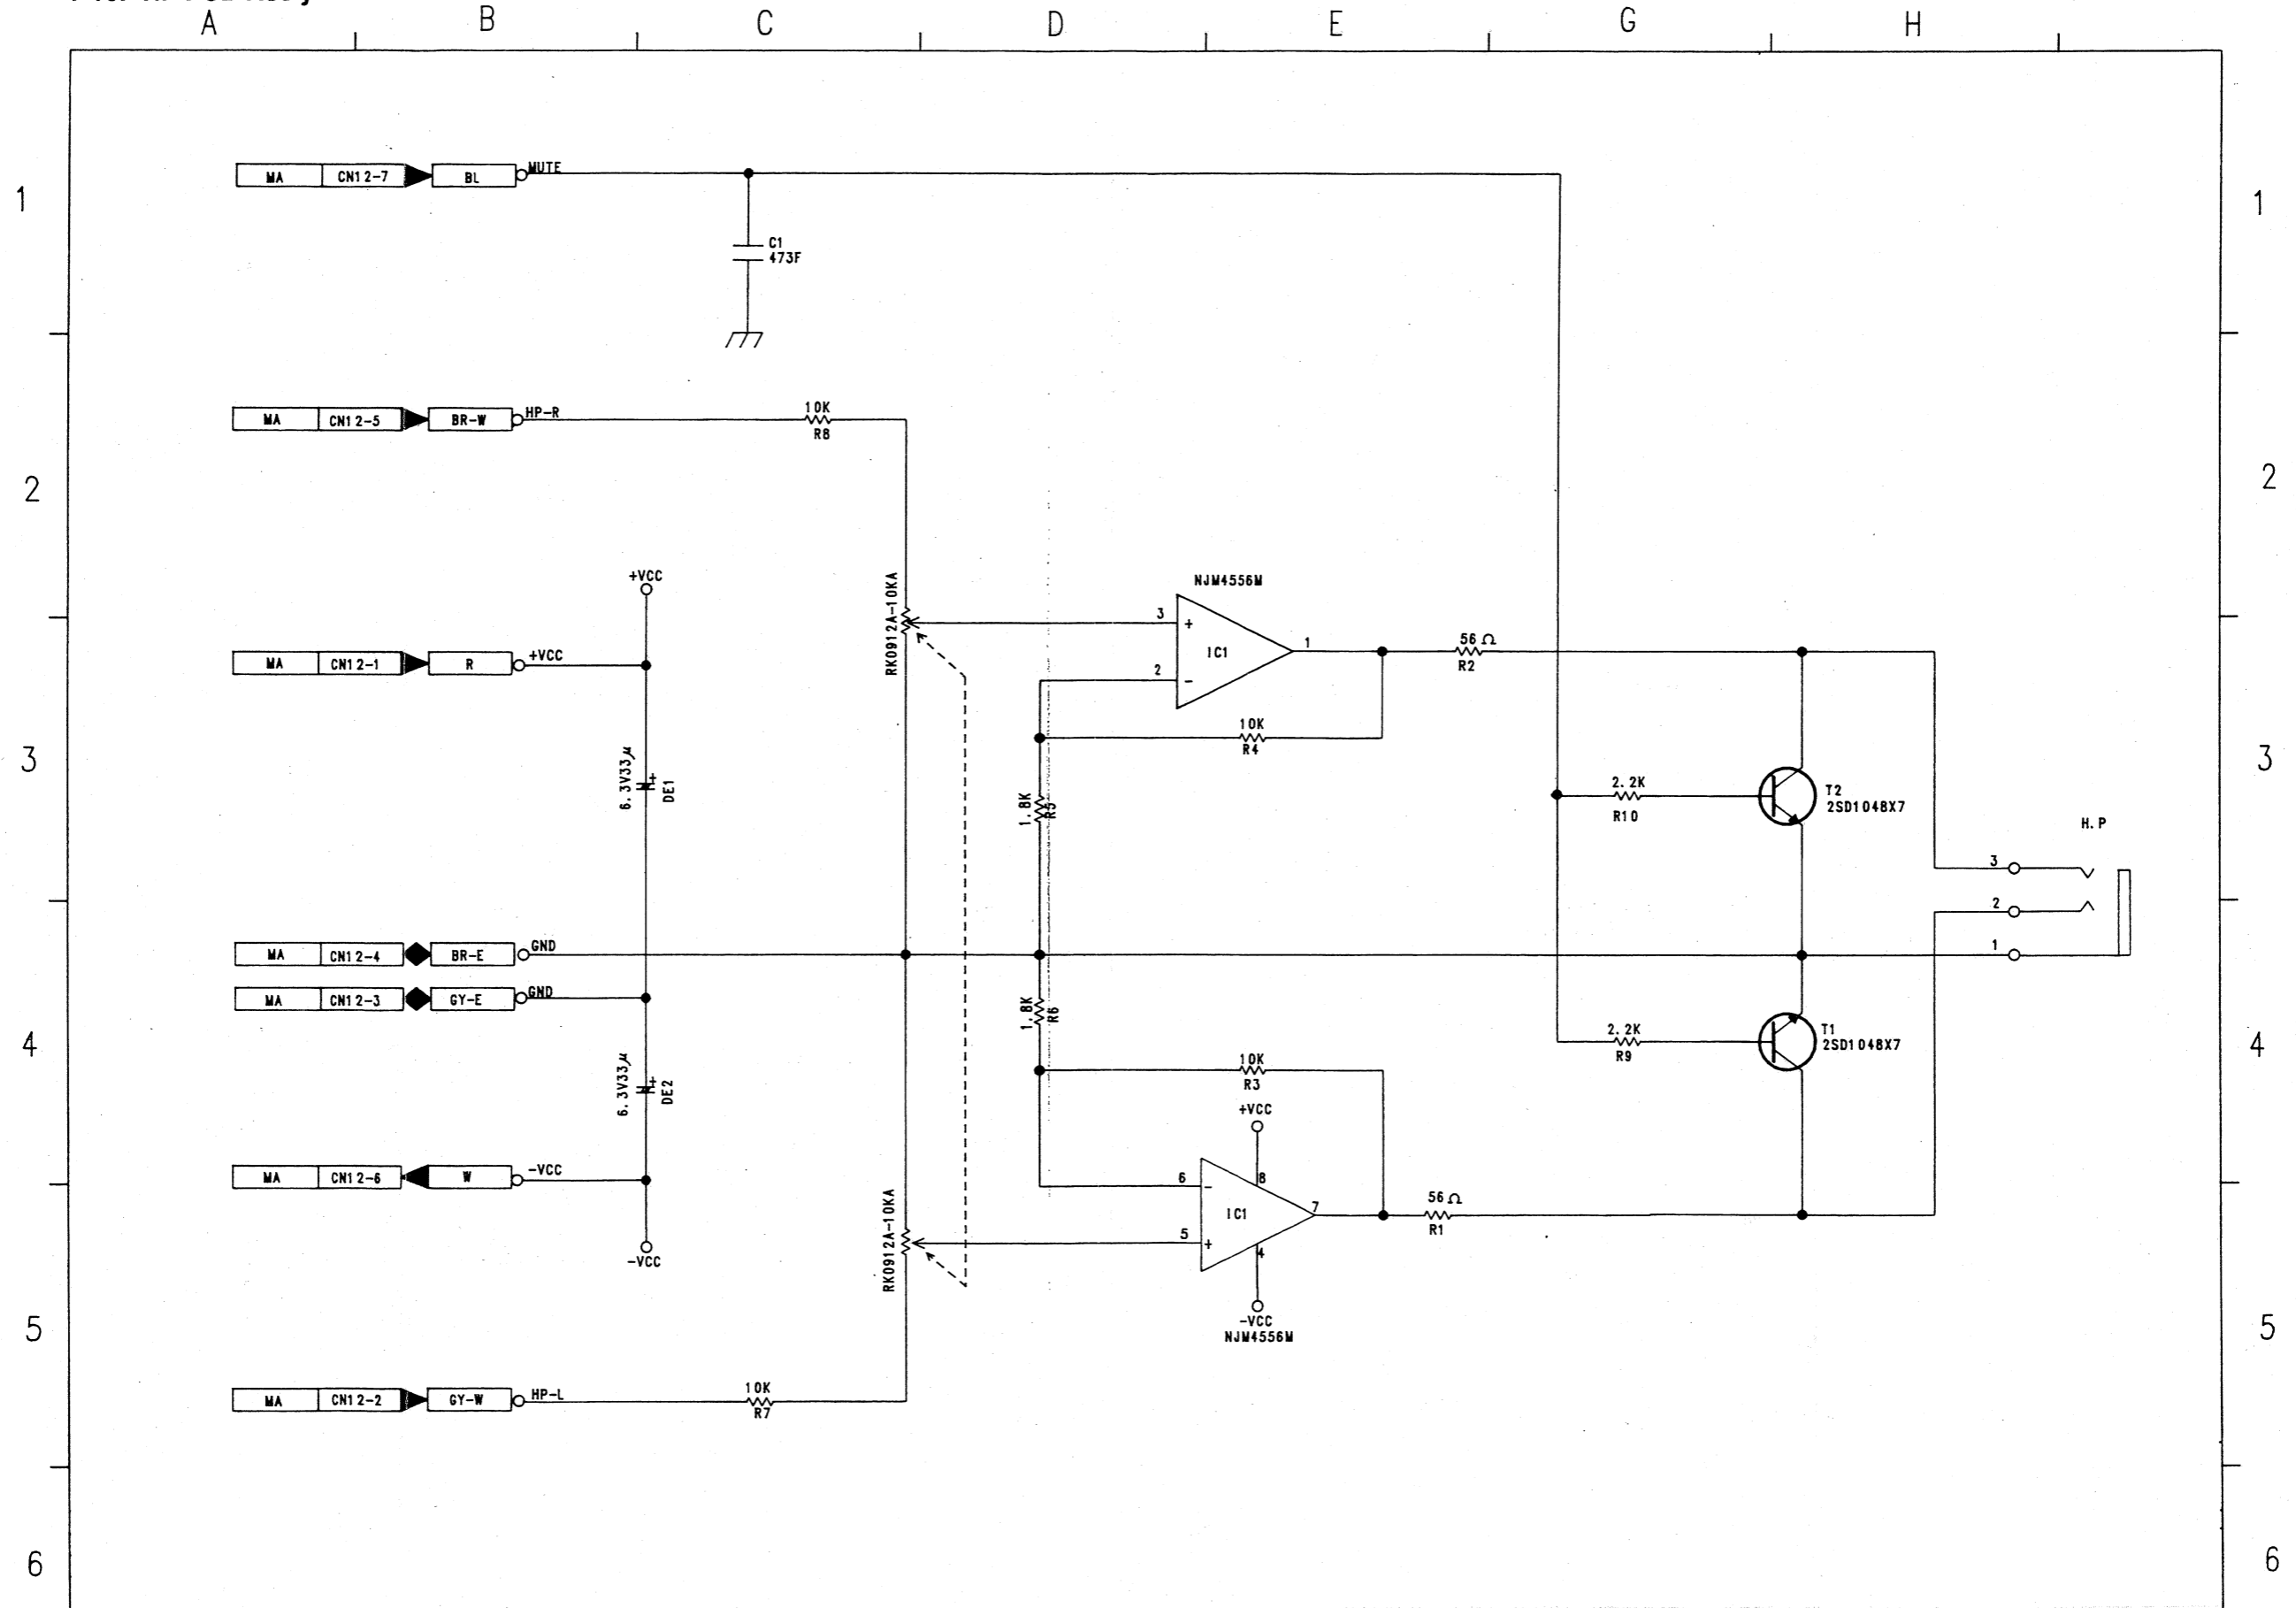 A B C D E G H
1 1
MA CN12-7 BL MUTE
C1
473F
MA CN12-5 BR-W HP-R
10K
R8
2 2
+VCC
RK0912A-10KA
NJM4556M
3
+
IC1
1
2
-
56Ω
R2
MA CN12-1 R +VCC
10K
R4
3 3
6.3V33μ
+
DE1
1.8K
R5
2.2K
R10
T2
2SD1048X7
H.P
3
2
1
MA CN12-4 BR-E GND
MA CN12-3 GY-E GND
1.8K
R6
2.2K
R9
T1
2SD1048X7
4 4
6.3V33μ
+
DE2
10K
R3
+VCC
8
MA CN12-6 W -VCC
-VCC
RK0912A-10KA
6
-
IC1
7
5
+
4
56Ω
R1
-VCC
NJM4556M
5 5
MA CN12-2 GY-W HP-L
10K
R7
6 6